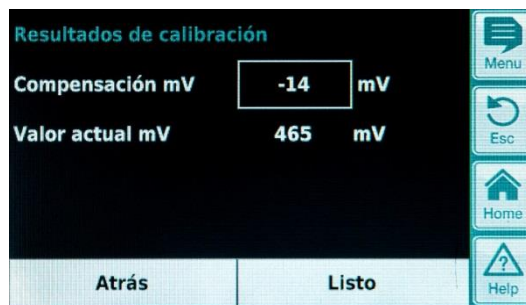 Resultados de calibración
Compensación mV -14 mV
Valor actual mV 465 mV
Atrás Listo
Menu
Esc
Home
Help